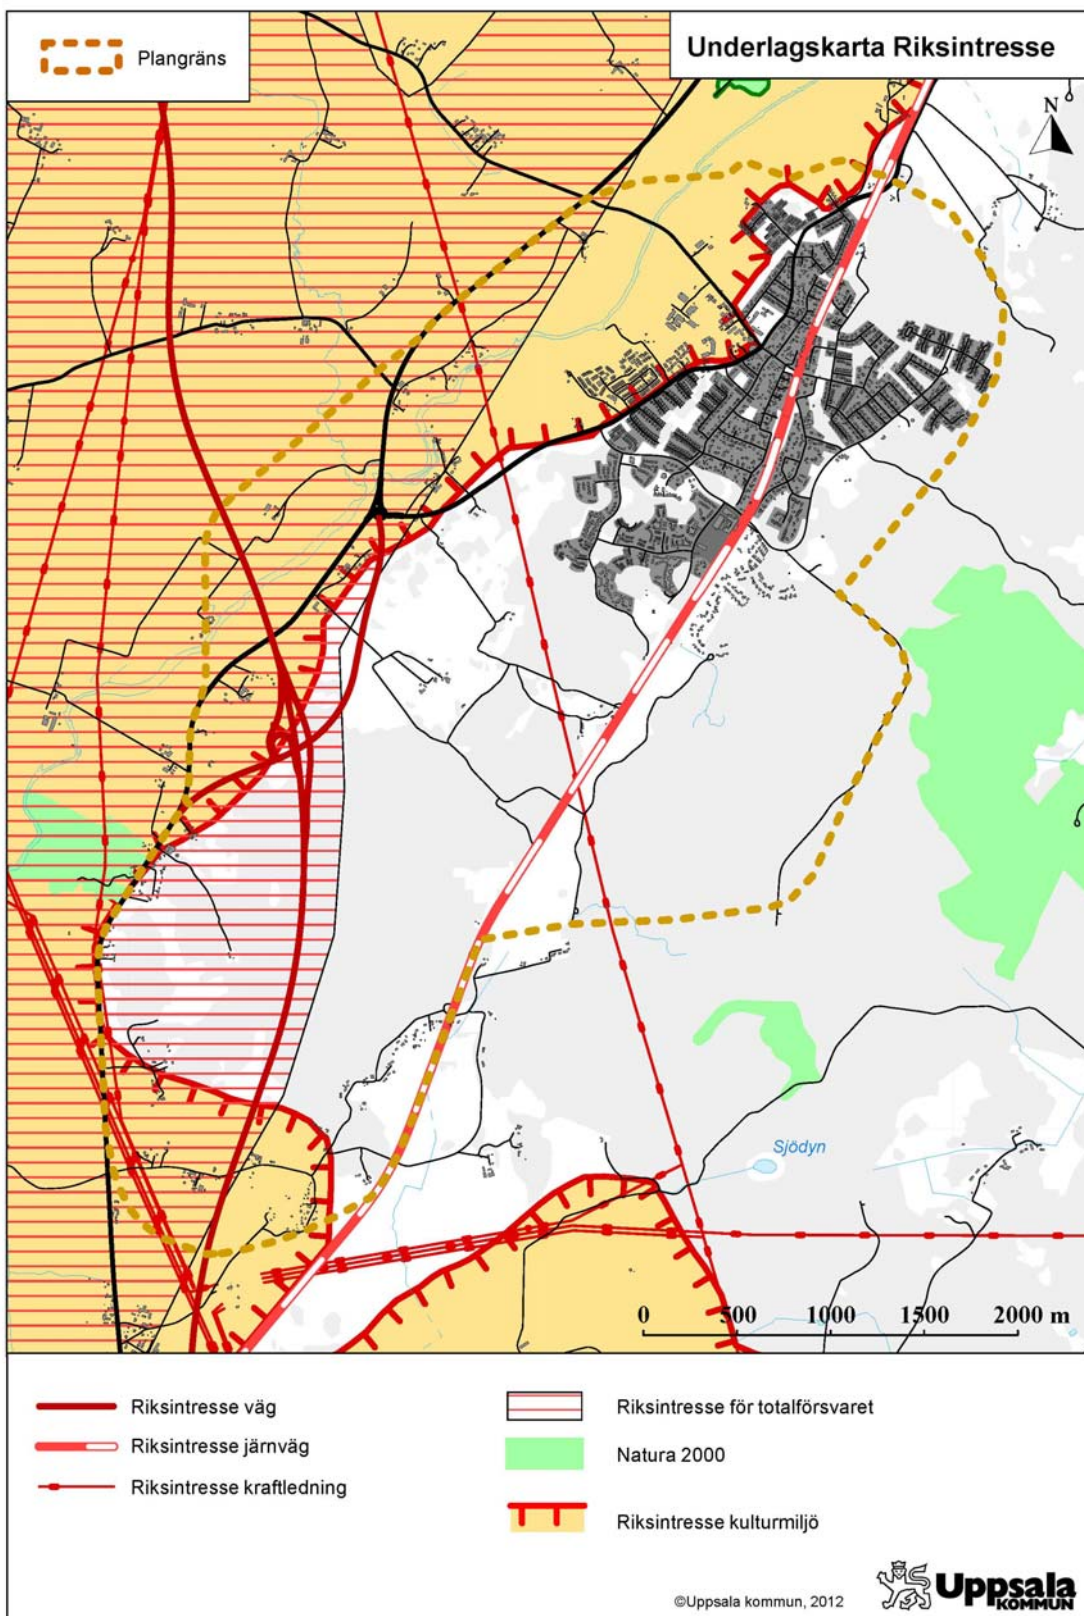 Plangräns
Underlagskarta Riksintresse
N
Sjödyn
0 500 1000 1500 2000 m
Riksintresse väg
Riksintresse järnväg
Riksintresse kraftledning
Riksintresse för totalförsvaret
Natura 2000
Riksintresse kulturmiljö
©Uppsala kommun, 2012
Uppsala
KOMMUN